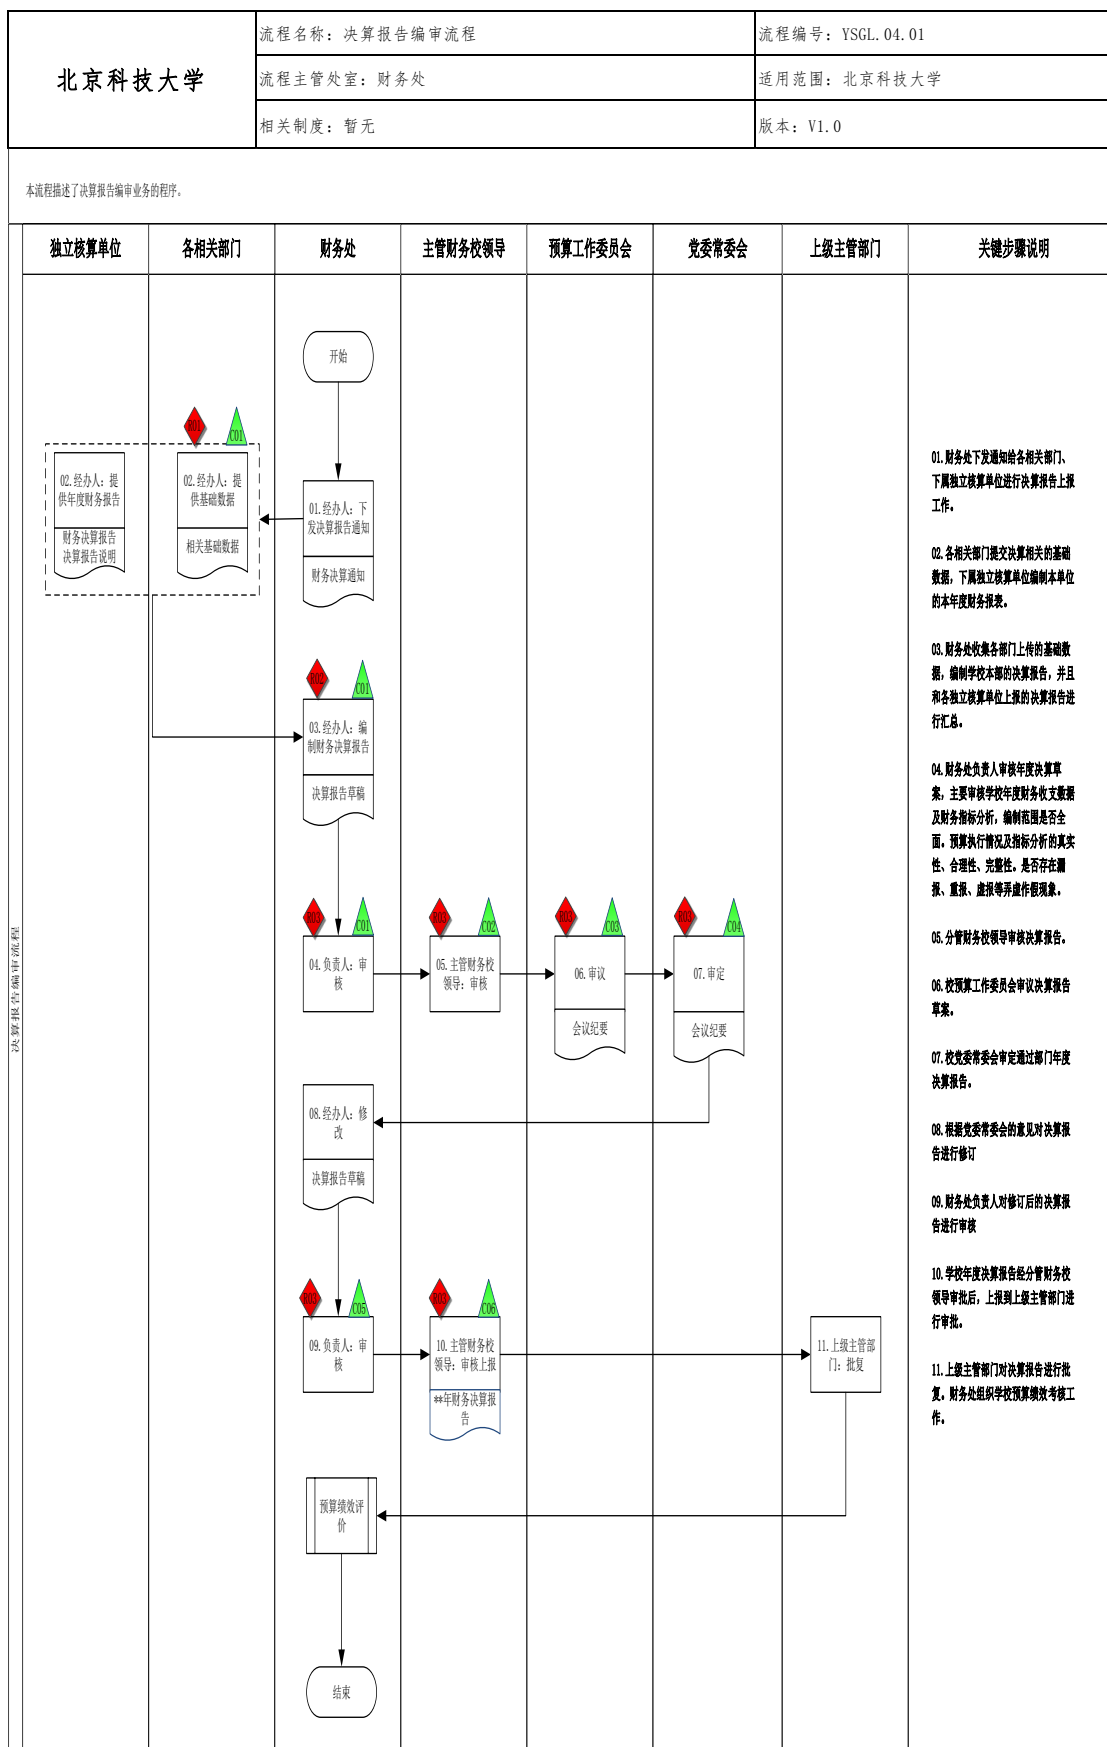 北京科技大学
流程名称：决算报告编审流程
流程编号：YSGL.04.01
流程主管处室：财务处
适用范围：北京科技大学
相关制度：暂无
版本：V1.0
本流程描述了决算报告编审业务的程序。
独立核算单位
各相关部门
财务处
主管财务校领导
预算工作委员会
党委常委会
上级主管部门
关键步骤说明
决算报告编审流程
开始
R01
C01
02.经办人：提
供年度财务报告
财务决算报告
决算报告说明
02.经办人：提
供基础数据
相关基础数据
01.经办人：下
发决算报告通知
财务决算通知
R02
C01
03.经办人：编
制财务决算报告
决算报告草稿
R03
C01
04.负责人：审
核
R03
C02
05.主管财务校
领导：审核
R03
C03
06.审议
会议纪要
R03
C04
07.审定
会议纪要
08.经办人：修
改
决算报告草稿
R03
C05
09.负责人：审
核
R03
C06
10.主管财务校
领导：审核上报
**年财务决算报
告
11.上级主管部
门：批复
预算绩效评
价
结束
01.财务处下发通知给各相关部门、
下属独立核算单位进行决算报告上报
工作。
02.各相关部门提交决算相关的基础
数据，下属独立核算单位编制本单位
的本年度财务报表。
03.财务处收集各部门上传的基础数
据，编制学校本部的决算报告，并且
和各独立核算单位上报的决算报告进
行汇总。
04.财务处负责人审核年度决算草
案，主要审核学校年度财务收支数据
及财务指标分析，编制范围是否全
面。预算执行情况及指标分析的真实
性、合理性、完整性。是否存在漏
报、重报、虚报等弄虚作假现象。
05.分管财务校领导审核决算报告。
06.校预算工作委员会审议决算报告
草案。
07.校党委常委会审定通过部门年度
决算报告。
08.根据党委常委会的意见对决算报
告进行修订
09.财务处负责人对修订后的决算报
告进行审核
10.学校年度决算报告经分管财务校
领导审批后，上报到上级主管部门进
行审批。
11.上级主管部门对决算报告进行批
复。财务处组织学校预算绩效考核工
作。